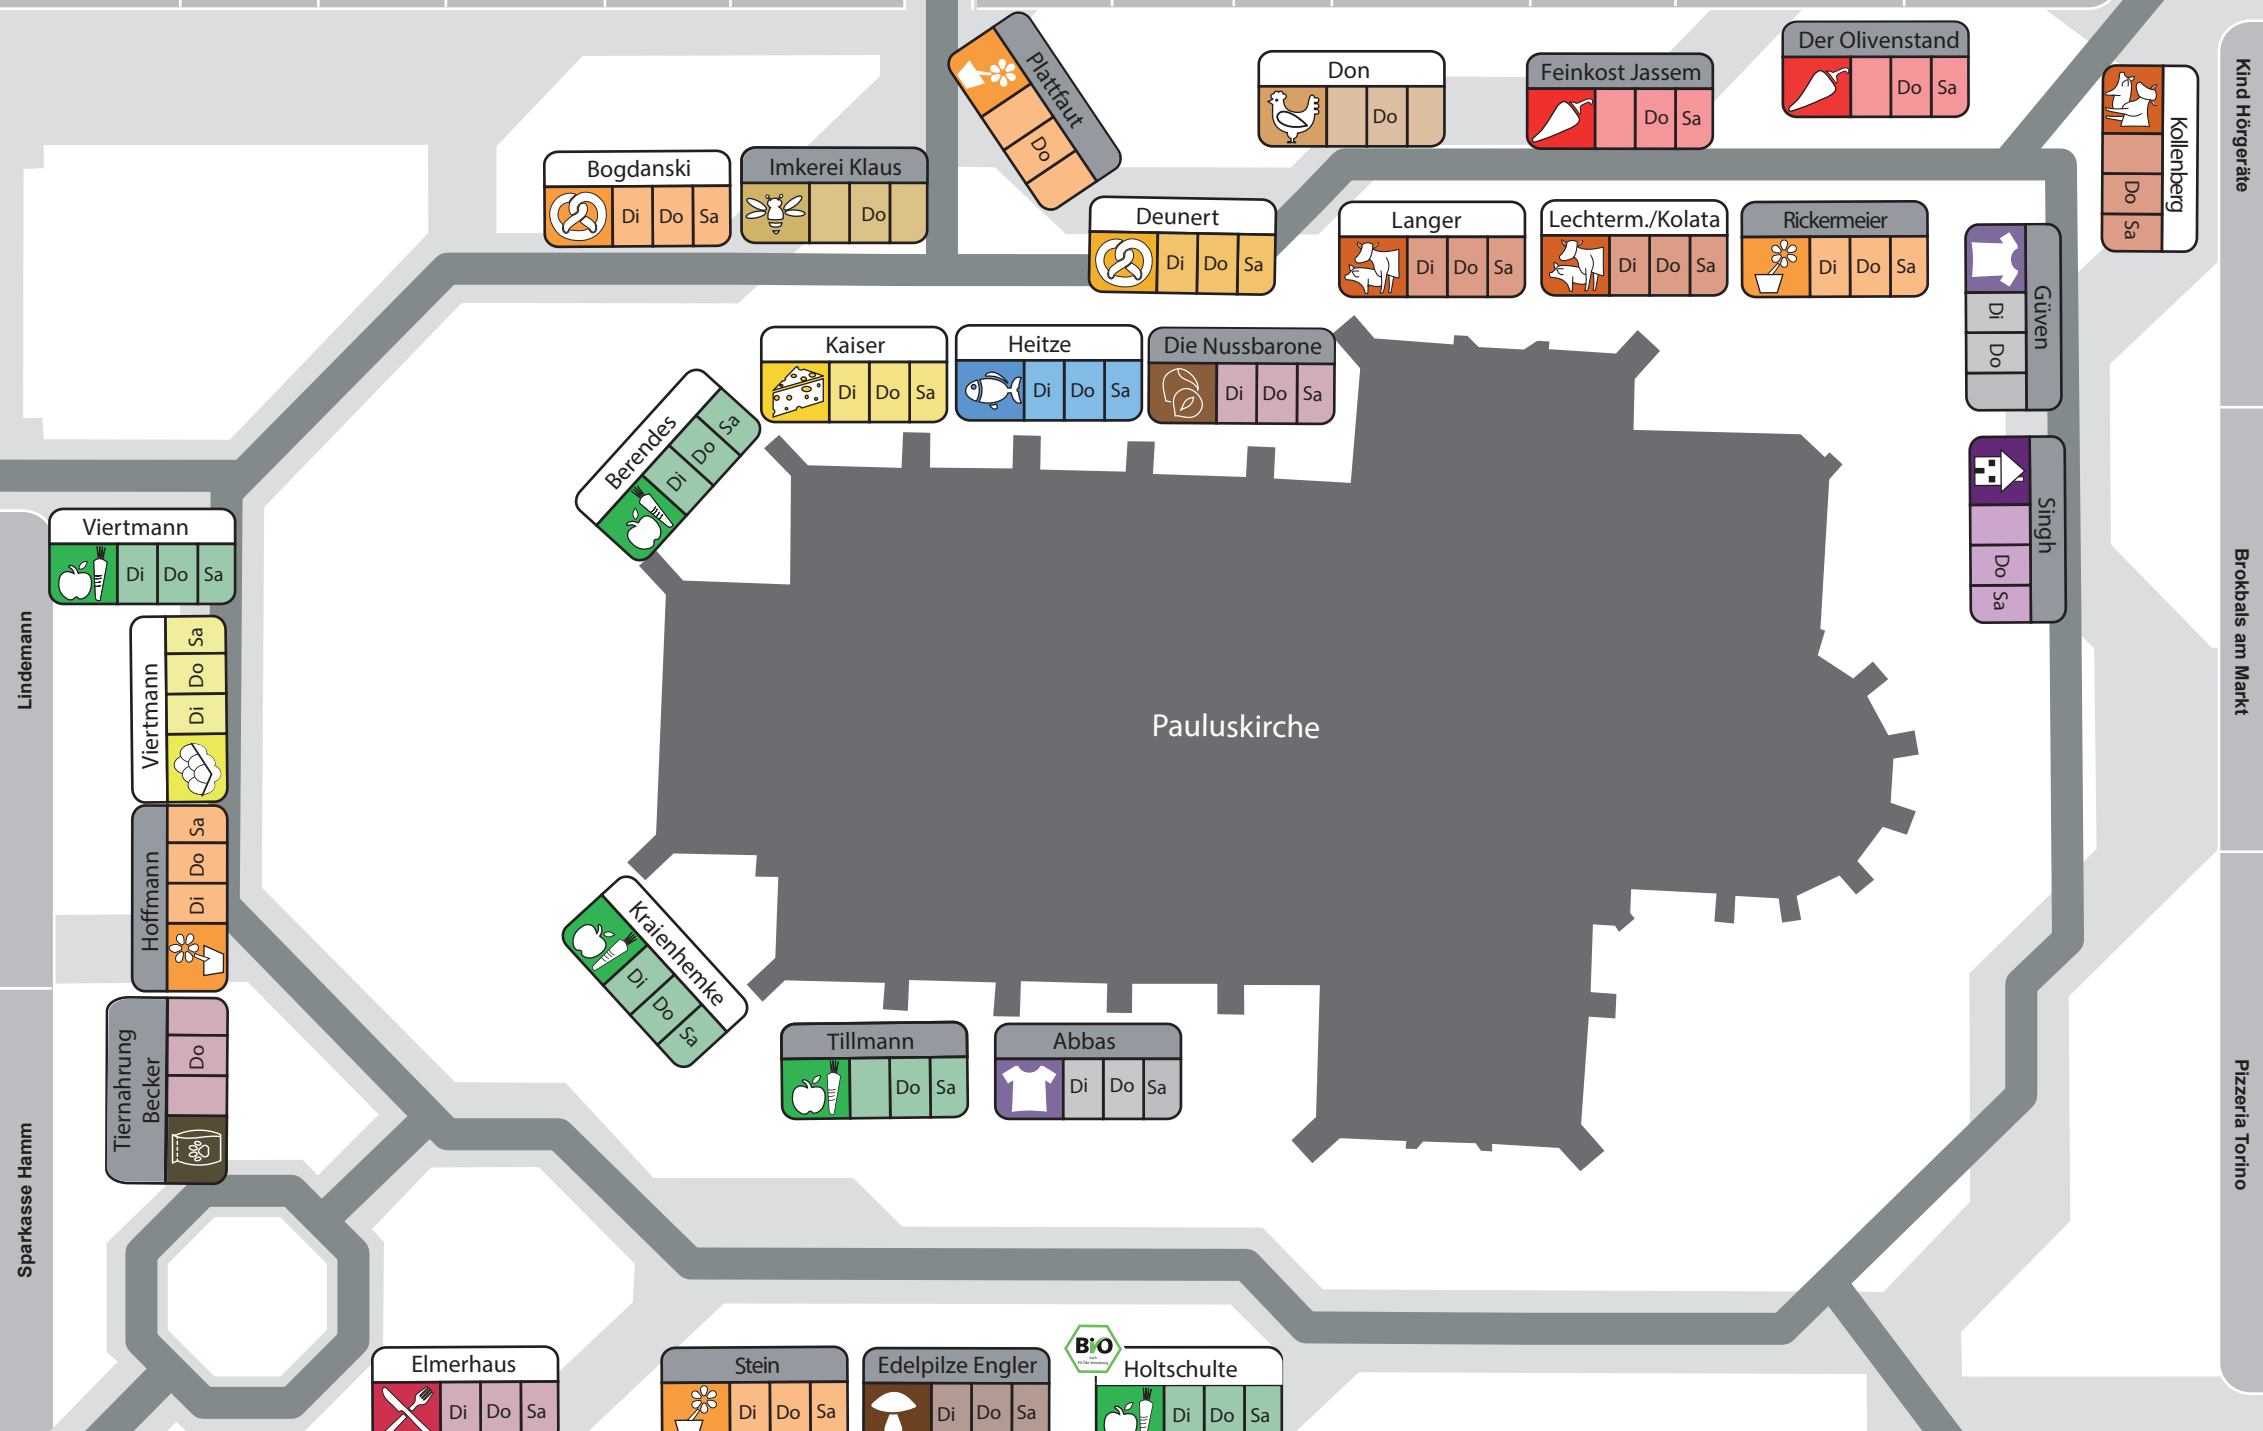 Plattfaut
Do
Don
Do
Feinkost Jassem
Do Sa
Der Olivenstand
Do Sa
Kollenberg
Do Sa
Kind Hörgeräte
Bogdanski
Di Do Sa
Imkerei Klaus
Do
Deunert
Di Do Sa
Langer
Di Do Sa
Lechterm./Kolata
Di Do Sa
Rickermeier
Di Do Sa
Güven
Di Do
Kaiser
Di Do Sa
Heitze
Di Do Sa
Die Nussbarone
Di Do Sa
Berendes
Di Do Sa
Singh
Do Sa
Viertmann
Di Do Sa
Lindemann
Viertmann
Di Do Sa
Brokbals am Markt
Pauluskirche
Hoffmann
Di Do Sa
Kraienhemke
Di Do Sa
Tiernahrung
Becker
Do
Tillmann
Do Sa
Abbas
Di Do Sa
Sparkasse Hamm
Pizzeria Torino
Elmerhaus
Di Do Sa
Stein
Di Do Sa
Edelpilze Engler
Di Do Sa
BiO
nach
Holtschulte
Di Do Sa